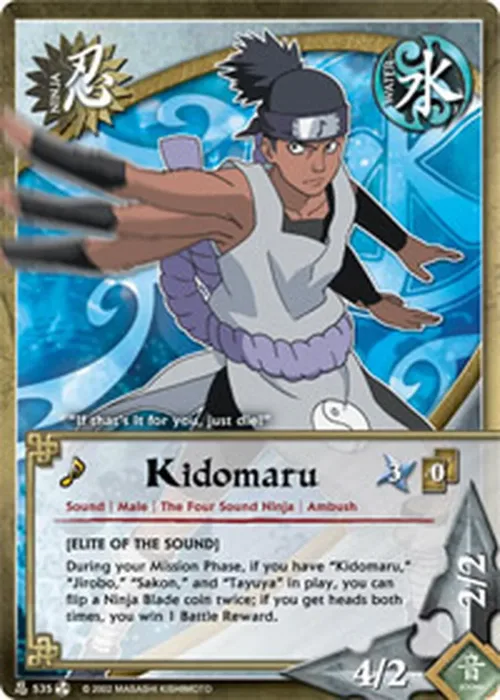 NINJA 忍
WATER 水
"If that's it for you, just die!"
Kidomaru
3 0
Sound | Male | The Four Sound Ninja | Ambush
[ELITE OF THE SOUND]
During your Mission Phase, if you have "Kidomaru,"
"Jirobo," "Sakon," and "Tayuya" in play, you can
flip a Ninja Blade coin twice; if you get heads both
times, you win 1 Battle Reward.
2/2
4/2
535
© 2002 MASASHI KISHIMOTO